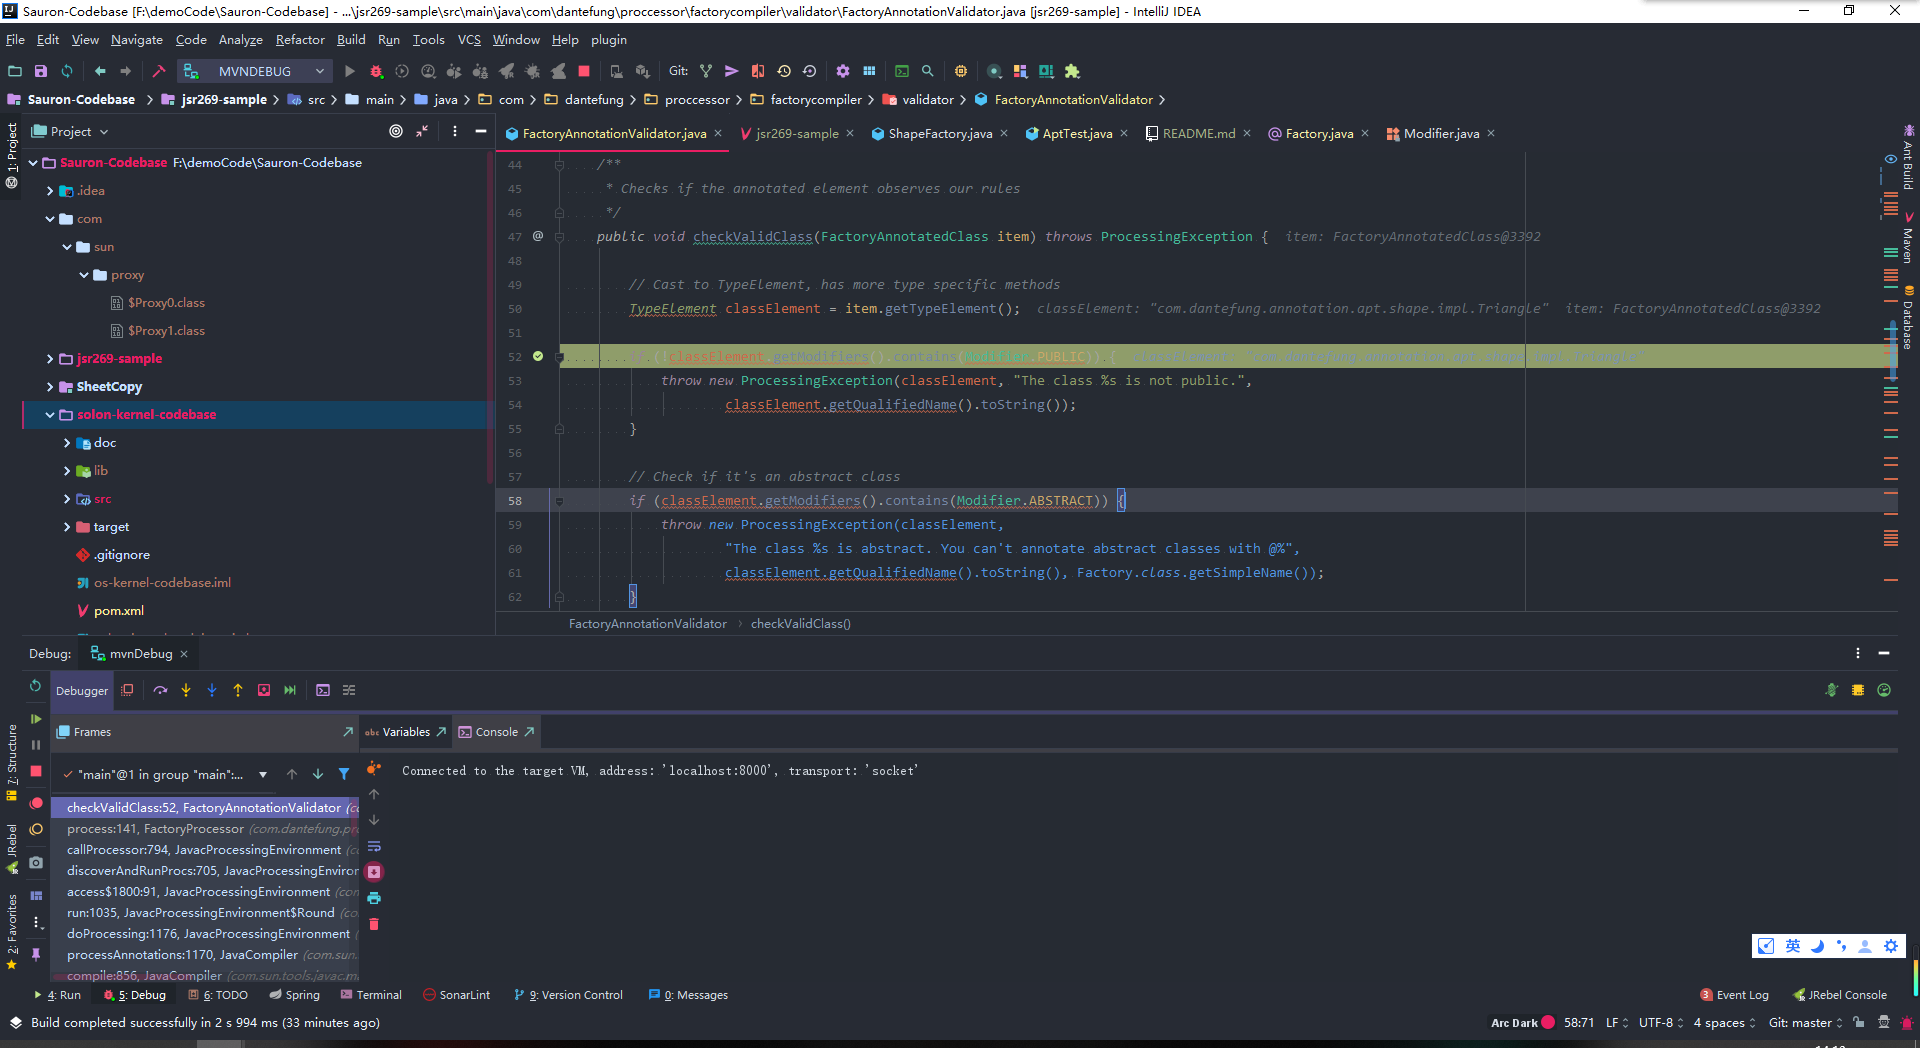 Sauron-Codebase [F:\demoCode\Sauron-Codebase] - ...\jsr269-sample\src\main\java\com\dantefung\proccessor\factorycompiler\validator\FactoryAnnotationValidator.java [jsr269-sample] - IntelliJ IDEA
File Edit View Navigate Code Analyze Refactor Build Run Tools VCS Window Help plugin
MVNDEBUG Git:
Sauron-Codebase jsr269-sample src main java com dantefung proccessor factorycompiler validator FactoryAnnotationValidator
Project
FactoryAnnotationValidator.java jsr269-sample ShapeFactory.java AptTest.java README.md Factory.java Modifier.java
1: Project
Sauron-Codebase F:\demoCode\Sauron-Codebase
.idea
com
sun
proxy
$Proxy0.class
$Proxy1.class
jsr269-sample
SheetCopy
solon-kernel-codebase
doc
lib
src
target
.gitignore
os-kernel-codebase.iml
pom.xml
44 /**
45 * Checks if the annotated element observes our rules
46 */
47 @ public void checkValidClass(FactoryAnnotatedClass item) throws ProcessingException { item: FactoryAnnotatedClass@3392
48
49 // Cast to TypeElement, has more type specific methods
50 TypeElement classElement = item.getTypeElement(); classElement: "com.dantefung.annotation.apt.shape.impl.Triangle" item: FactoryAnnotatedClass@3392
51
52 if (!classElement.getModifiers().contains(Modifier.PUBLIC)) { classElement: "com.dantefung.annotation.apt.shape.impl.Triangle"
53 throw new ProcessingException(classElement, "The class %s is not public.",
54 classElement.getQualifiedName().toString());
55 }
56
57 // Check if it's an abstract class
58 if (classElement.getModifiers().contains(Modifier.ABSTRACT)) {
59 throw new ProcessingException(classElement,
60 "The class %s is abstract. You can't annotate abstract classes with @%",
61 classElement.getQualifiedName().toString(), Factory.class.getSimpleName());
62 }
FactoryAnnotationValidator checkValidClass()
Ant Build
Maven
Database
Debug: mvnDebug
Debugger
Frames
Variables Console
"main"@1 in group "main":...
checkValidClass:52, FactoryAnnotationValidator (co
process:141, FactoryProcessor (com.dantefung.pro
callProcessor:794, JavacProcessingEnvironment (co
discoverAndRunProcs:705, JavacProcessingEnviror
access$1800:91, JavacProcessingEnvironment (con
run:1035, JavacProcessingEnvironment$Round (co
doProcessing:1176, JavacProcessingEnvironment (
processAnnotations:1170, JavaCompiler (com.sun.
compile:856, JavaCompiler (com.sun.tools.javac.m
Connected to the target VM, address: 'localhost:8000', transport: 'socket'
7: Structure
JRebel
2: Favorites
英
4: Run 5: Debug 6: TODO Spring Terminal SonarLint 9: Version Control 0: Messages
3 Event Log JRebel Console
Build completed successfully in 2 s 994 ms (33 minutes ago)
Arc Dark 58:71 LF UTF-8 4 spaces Git: master